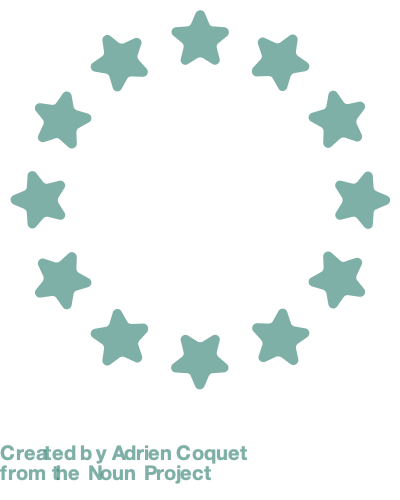 Created by Adrien Coquet
from the Noun Project